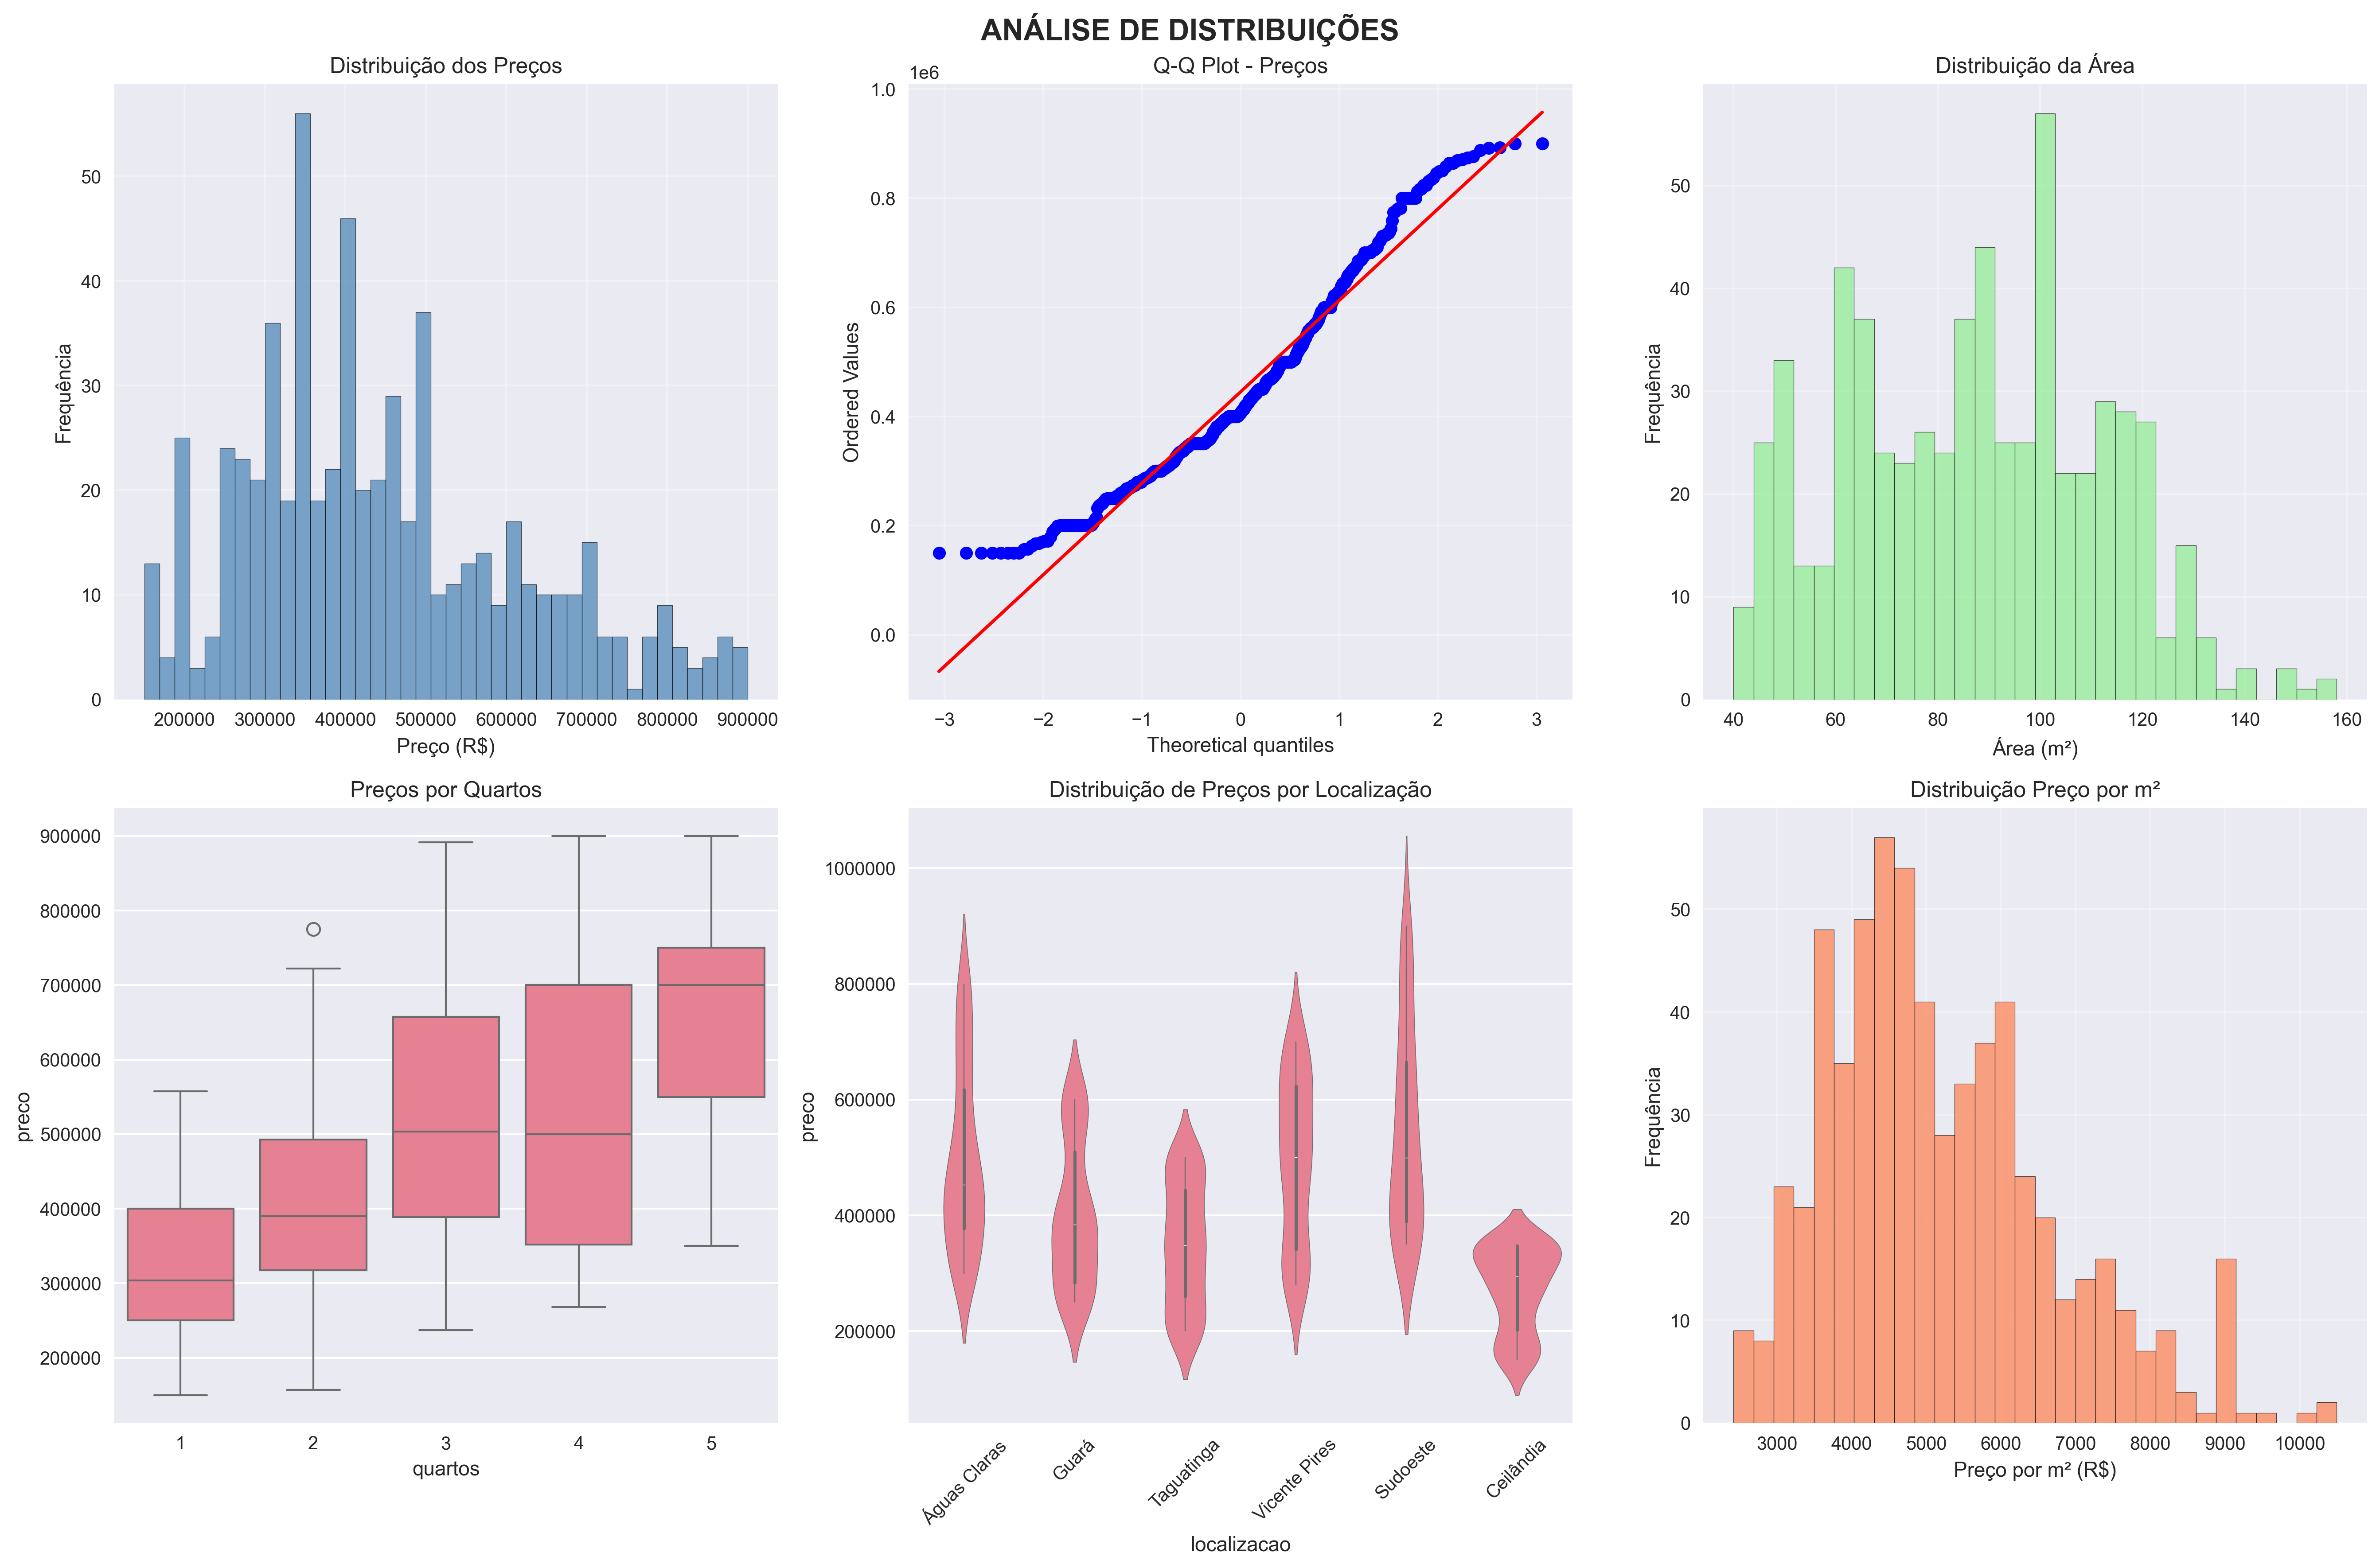 ANÁLISE DE DISTRIBUIÇÕES
Distribuição dos Preços
Frequência
50
40
30
20
10
0
200000 300000 400000 500000 600000 700000 800000 900000
Preço (R$)
Q-Q Plot - Preços
1e6
Ordered Values
1.0
0.8
0.6
0.4
0.2
0.0
−3 −2 −1 0 1 2 3
Theoretical quantiles
Distribuição da Área
Frequência
50
40
30
20
10
0
40 60 80 100 120 140 160
Área (m²)
Preços por Quartos
preco
900000
800000
700000
600000
500000
400000
300000
200000
1 2 3 4 5
quartos
Distribuição de Preços por Localização
preco
1000000
800000
600000
400000
200000
Águas Claras Guará Taguatinga Vicente Pires Sudoeste Ceilândia
localizacao
Distribuição Preço por m²
Frequência
50
40
30
20
10
0
3000 4000 5000 6000 7000 8000 9000 10000
Preço por m² (R$)